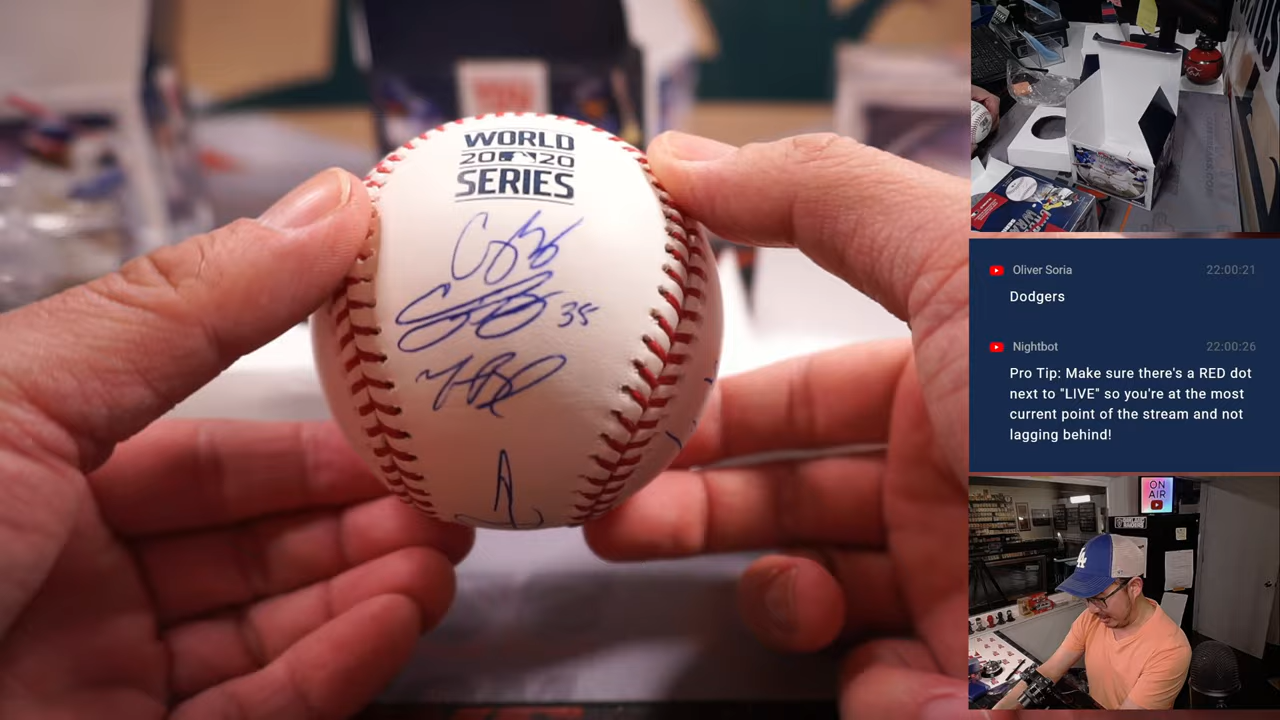 WORLD
2020
SERIES
35
Oliver Soria
22:00:21
Dodgers
Nightbot
22:00:26
Pro Tip: Make sure there's a RED dot
next to "LIVE" so you're at the most
current point of the stream and not
lagging behind!
ON
AIR
LA